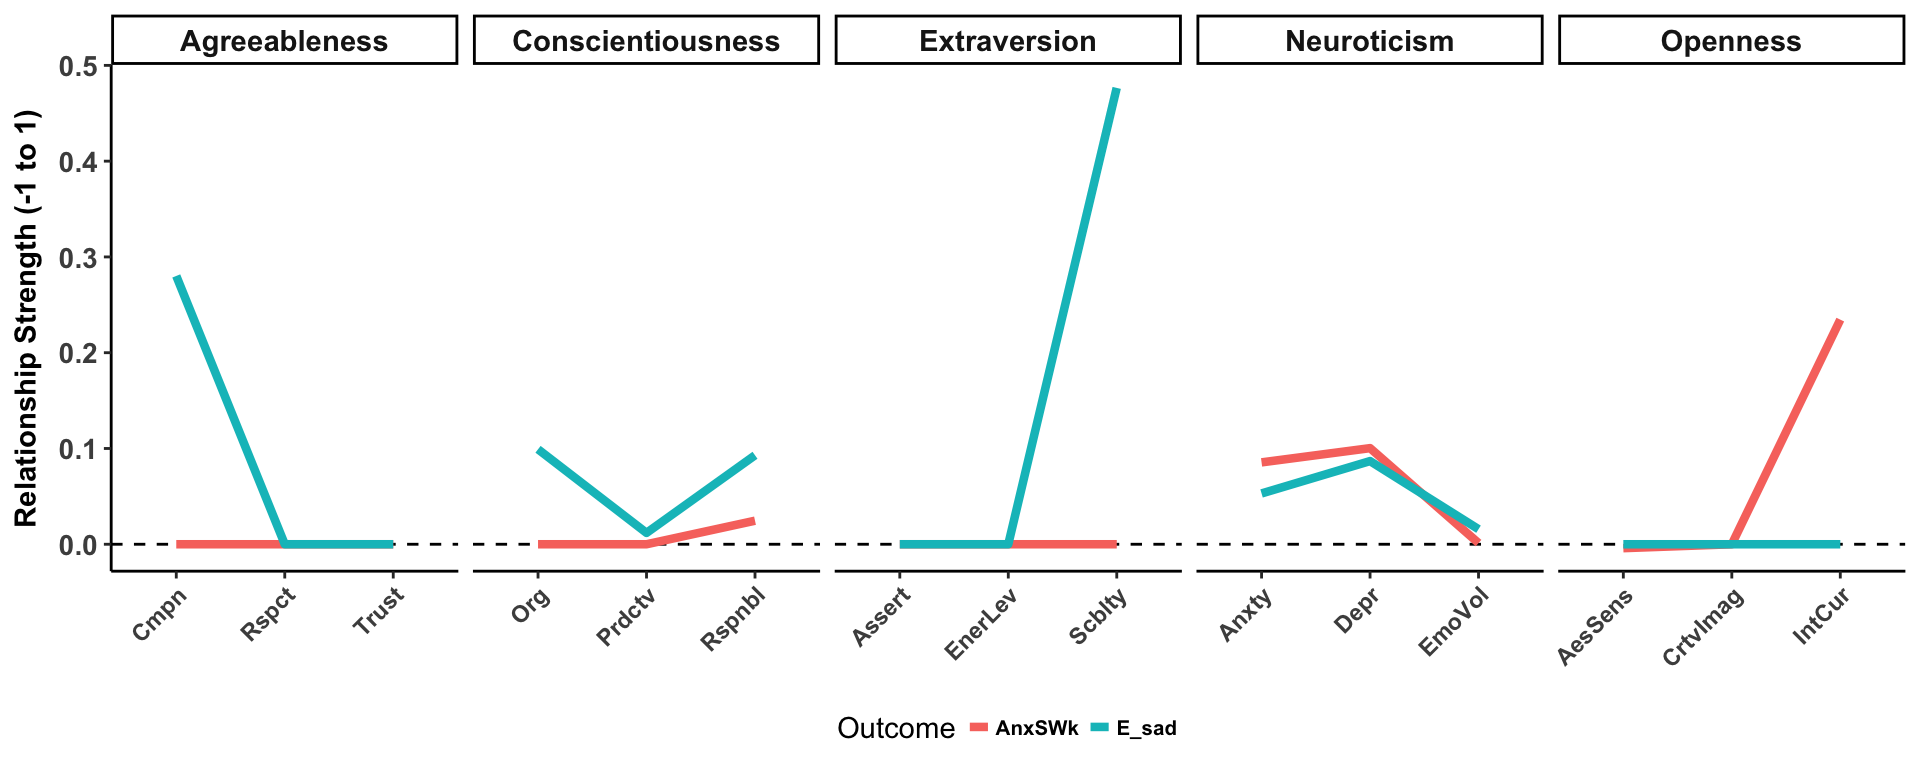 Agreeableness
Conscientiousness
Extraversion
Neuroticism
Openness
Relationship Strength (-1 to 1)
0.5
0.4
0.3
0.2
0.1
0.0
Cmpn
Rspct
Trust
Org
Prdctv
Rspnbl
Assert
EnerLev
Scblty
Anxty
Depr
EmoVol
AesSens
CrtvImag
IntCur
Outcome AnxSWk E_sad